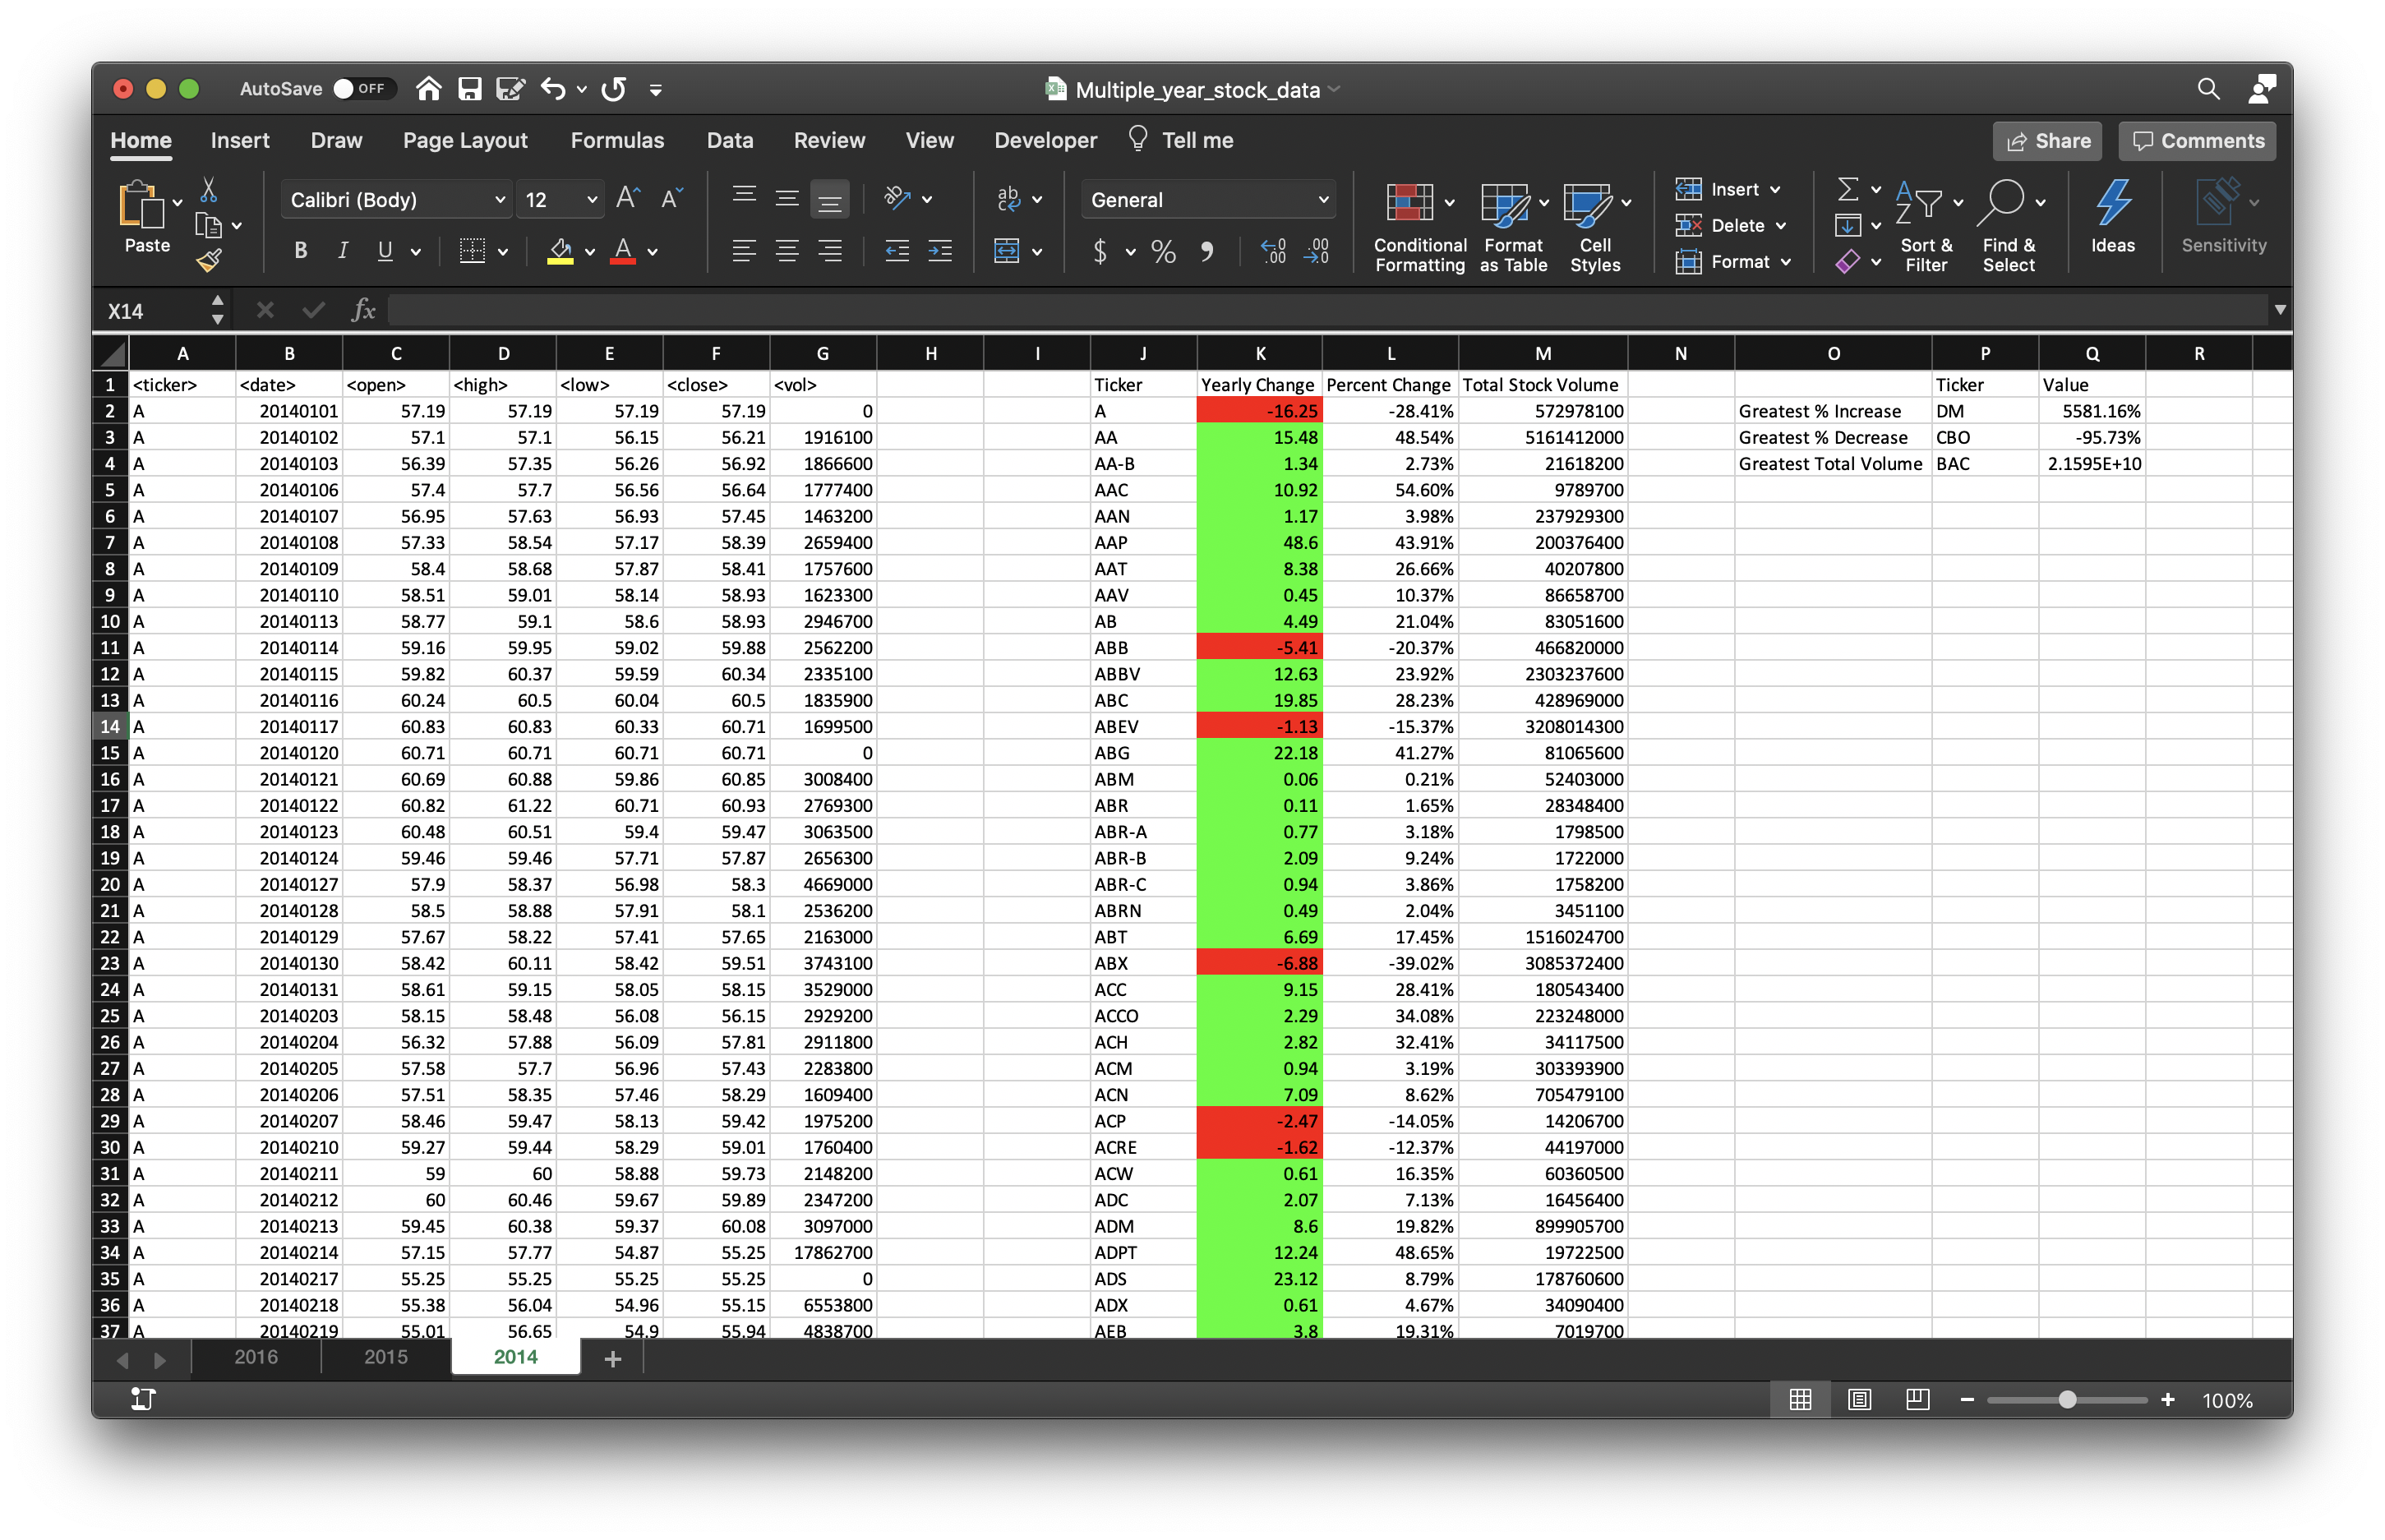 AutoSave OFF Multiple_year_stock_data
Home Insert Draw Page Layout Formulas Data Review View Developer Tell me Share Comments
Paste Calibri (Body) 12 A A ab General Insert Σ A Z
B I U A $ % 9 .0 .00 .00 .0 Conditional Formatting Format as Table Cell Styles Delete Format Sort & Filter Find & Select Ideas Sensitivity
X14 fx
A B C D E F G H I J K L M N O P Q R
1 <ticker> <date> <open> <high> <low> <close> <vol> Ticker Yearly Change Percent Change Total Stock Volume Ticker Value
2 A 20140101 57.19 57.19 57.19 57.19 0 A -16.25 -28.41% 572978100 Greatest % Increase DM 5581.16%
3 A 20140102 57.1 57.1 56.15 56.21 1916100 AA 15.48 48.54% 5161412000 Greatest % Decrease CBO -95.73%
4 A 20140103 56.39 57.35 56.26 56.92 1866600 AA-B 1.34 2.73% 21618200 Greatest Total Volume BAC 2.1595E+10
5 A 20140106 57.4 57.7 56.56 56.64 1777400 AAC 10.92 54.60% 9789700
6 A 20140107 56.95 57.63 56.93 57.45 1463200 AAN 1.17 3.98% 237929300
7 A 20140108 57.33 58.54 57.17 58.39 2659400 AAP 48.6 43.91% 200376400
8 A 20140109 58.4 58.68 57.87 58.41 1757600 AAT 8.38 26.66% 40207800
9 A 20140110 58.51 59.01 58.14 58.93 1623300 AAV 0.45 10.37% 86658700
10 A 20140113 58.77 59.1 58.6 58.93 2946700 AB 4.49 21.04% 83051600
11 A 20140114 59.16 59.95 59.02 59.88 2562200 ABB -5.41 -20.37% 466820000
12 A 20140115 59.82 60.37 59.59 60.34 2335100 ABBV 12.63 23.92% 2303237600
13 A 20140116 60.24 60.5 60.04 60.5 1835900 ABC 19.85 28.23% 428969000
14 A 20140117 60.83 60.83 60.33 60.71 1699500 ABEV -1.13 -15.37% 3208014300
15 A 20140120 60.71 60.71 60.71 60.71 0 ABG 22.18 41.27% 81065600
16 A 20140121 60.69 60.88 59.86 60.85 3008400 ABM 0.06 0.21% 52403000
17 A 20140122 60.82 61.22 60.71 60.93 2769300 ABR 0.11 1.65% 28348400
18 A 20140123 60.48 60.51 59.4 59.47 3063500 ABR-A 0.77 3.18% 1798500
19 A 20140124 59.46 59.46 57.71 57.87 2656300 ABR-B 2.09 9.24% 1722000
20 A 20140127 57.9 58.37 56.98 58.3 4669000 ABR-C 0.94 3.86% 1758200
21 A 20140128 58.5 58.88 57.91 58.1 2536200 ABRN 0.49 2.04% 3451100
22 A 20140129 57.67 58.22 57.41 57.65 2163000 ABT 6.69 17.45% 1516024700
23 A 20140130 58.42 60.11 58.42 59.51 3743100 ABX -6.88 -39.02% 3085372400
24 A 20140131 58.61 59.15 58.05 58.15 3529000 ACC 9.15 28.41% 180543400
25 A 20140203 58.15 58.48 56.08 56.15 2929200 ACCO 2.29 34.08% 223248000
26 A 20140204 56.32 57.88 56.09 57.81 2911800 ACH 2.82 32.41% 34117500
27 A 20140205 57.58 57.7 56.96 57.43 2283800 ACM 0.94 3.19% 303393900
28 A 20140206 57.51 58.35 57.46 58.29 1609400 ACN 7.09 8.62% 705479100
29 A 20140207 58.46 59.47 58.13 59.42 1975200 ACP -2.47 -14.05% 14206700
30 A 20140210 59.27 59.44 58.29 59.01 1760400 ACRE -1.62 -12.37% 44197000
31 A 20140211 59 60 58.88 59.73 2148200 ACW 0.61 16.35% 60360500
32 A 20140212 60 60.46 59.67 59.89 2347200 ADC 2.07 7.13% 16456400
33 A 20140213 59.45 60.38 59.37 60.08 3097000 ADM 8.6 19.82% 899905700
34 A 20140214 57.15 57.77 54.87 55.25 17862700 ADPT 12.24 48.65% 19722500
35 A 20140217 55.25 55.25 55.25 55.25 0 ADS 23.12 8.79% 178760600
36 A 20140218 55.38 56.04 54.96 55.15 6553800 ADX 0.61 4.67% 34090400
37 A 20140219 55.01 56.65 54.9 55.94 4838700 AEB 3.8 19.31% 7019700
2016 2015 2014
100%